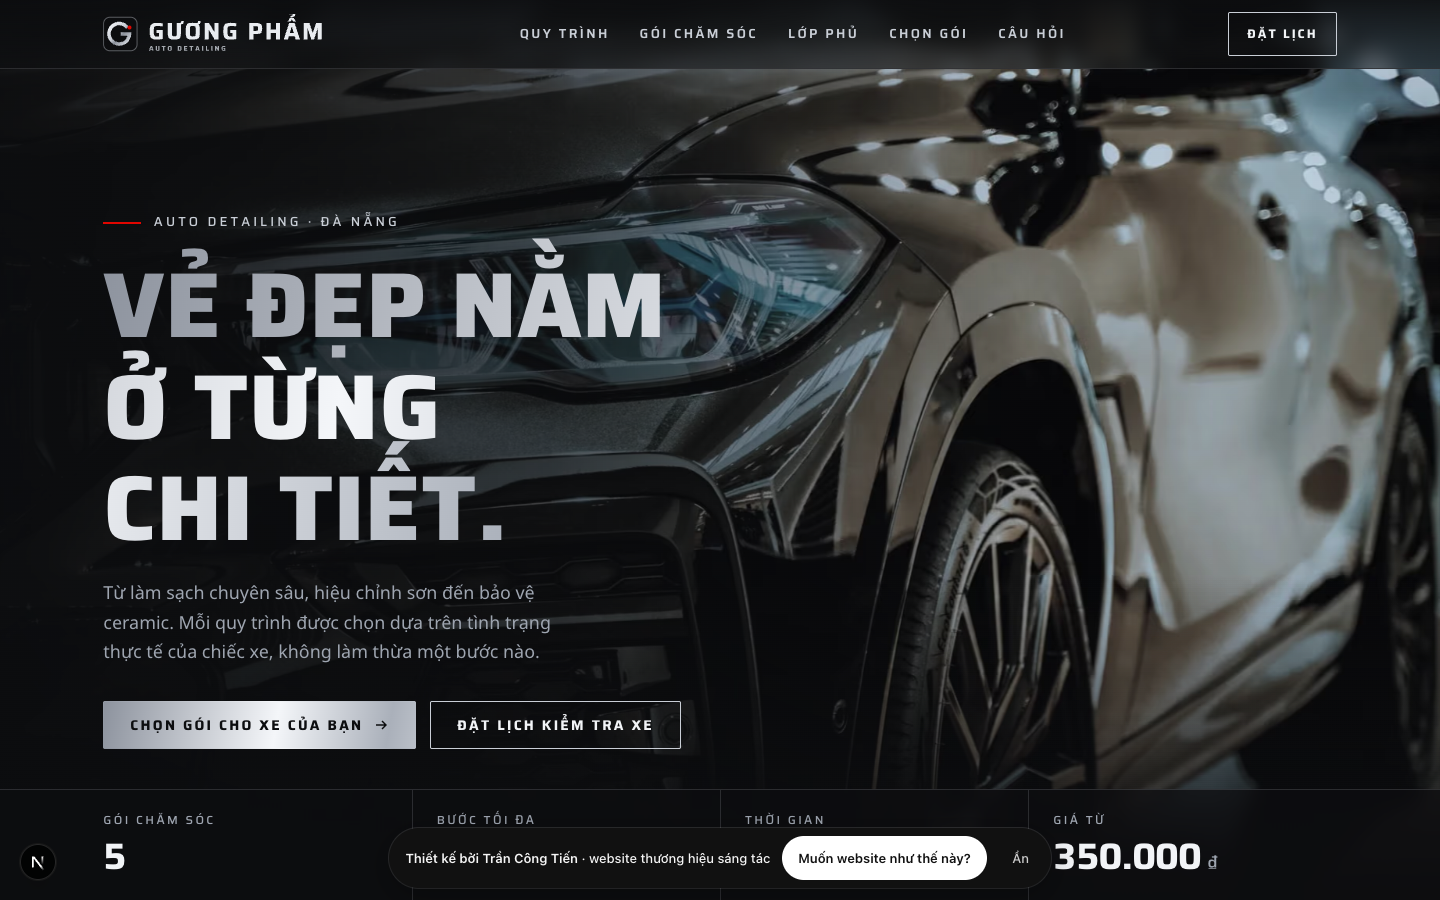 GƯƠNG PHẨM
AUTO DETAILING
QUY TRÌNH
GÓI CHĂM SÓC
LỚP PHỦ
CHỌN GÓI
CÂU HỎI
ĐẶT LỊCH
AUTO DETAILING · ĐÀ NẴNG
VẺ ĐẸP NẰM
Ở TỪNG
CHI TIẾT.
Từ làm sạch chuyên sâu, hiệu chỉnh sơn đến bảo vệ
ceramic. Mỗi quy trình được chọn dựa trên tình trạng
thực tế của chiếc xe, không làm thừa một bước nào.
CHỌN GÓI CHO XE CỦA BẠN →
ĐẶT LỊCH KIỂM TRA XE
GÓI CHĂM SÓC
5
BƯỚC TỐI ĐA
THỜI GIAN
GIÁ TỪ
350.000 ₫
Thiết kế bởi Trần Công Tiến · website thương hiệu sáng tác
Muốn website như thế này?
Ẩn